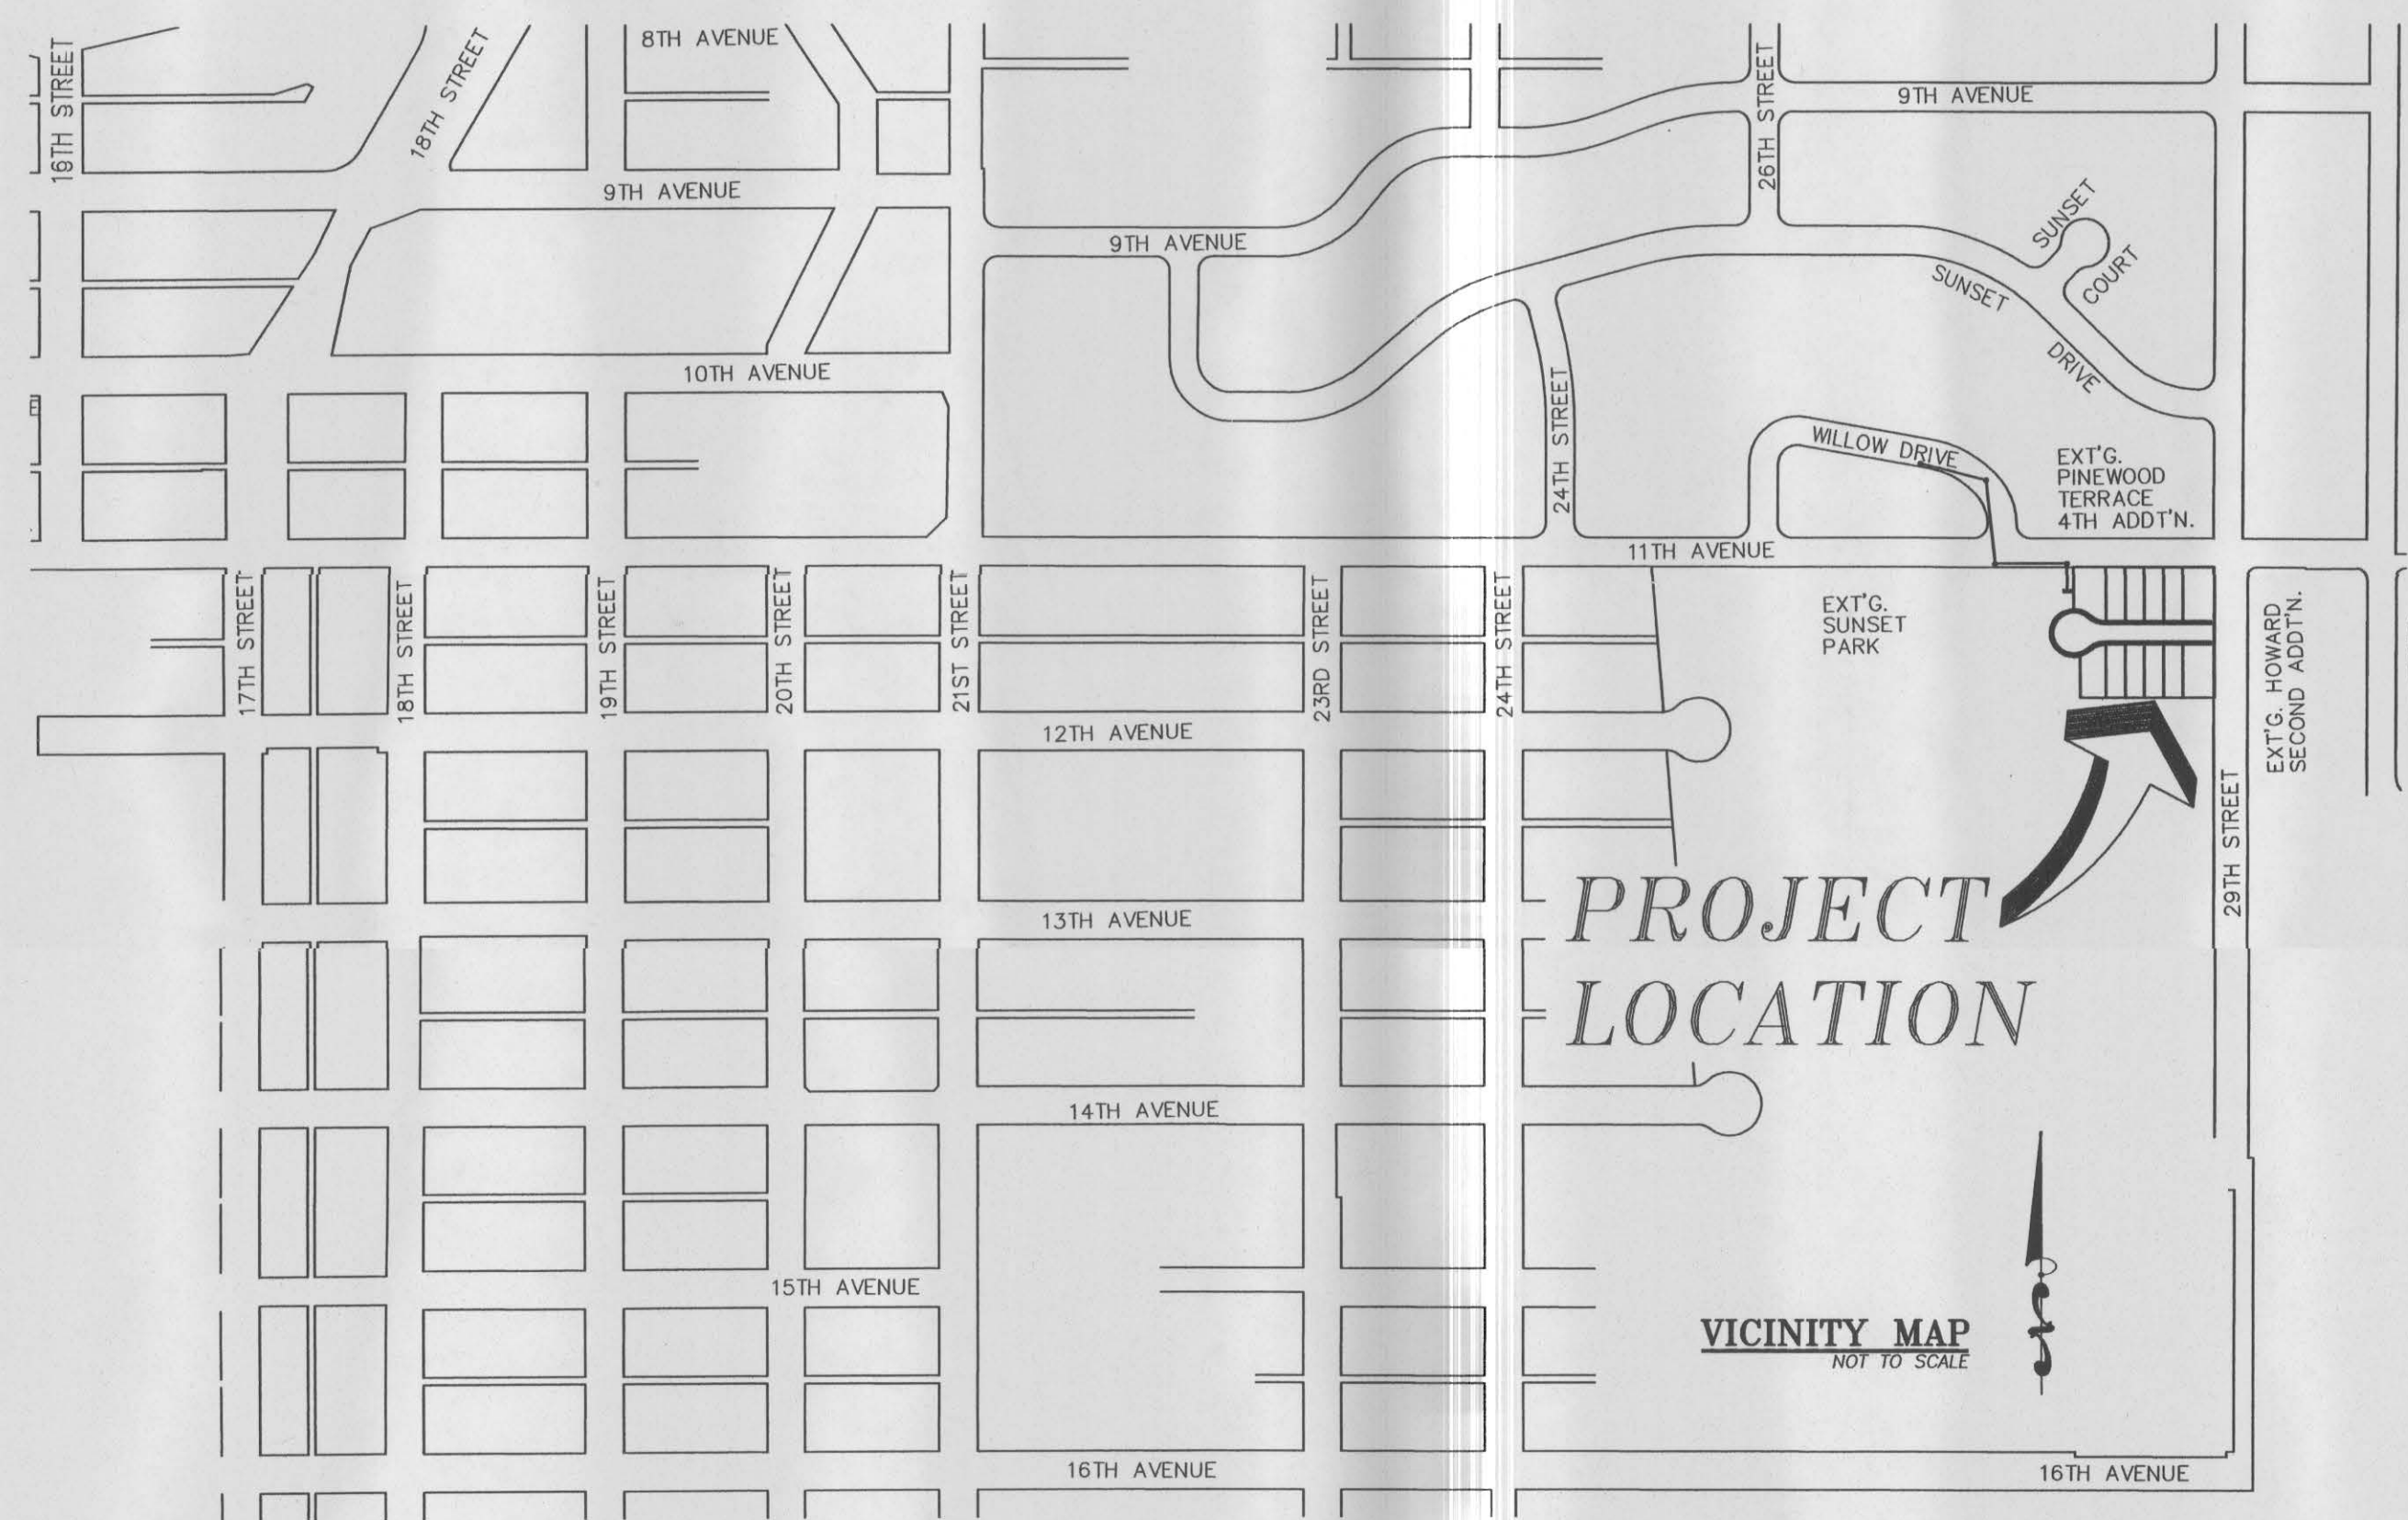 16TH STREET
18TH STREET
8TH AVENUE
26TH STREET
9TH AVENUE
9TH AVENUE
9TH AVENUE
SUNSET
COURT
SUNSET
DRIVE
10TH AVENUE
24TH STREET
WILLOW DRIVE
EXT'G.
PINEWOOD
TERRACE
4TH ADDT'N.
11TH AVENUE
17TH STREET
18TH STREET
19TH STREET
20TH STREET
21ST STREET
23RD STREET
24TH STREET
EXT'G.
SUNSET
PARK
EXT'G. HOWARD
SECOND ADDT'N.
12TH AVENUE
29TH STREET
13TH AVENUE
PROJECT
LOCATION
14TH AVENUE
15TH AVENUE
VICINITY MAP
NOT TO SCALE
16TH AVENUE
16TH AVENUE